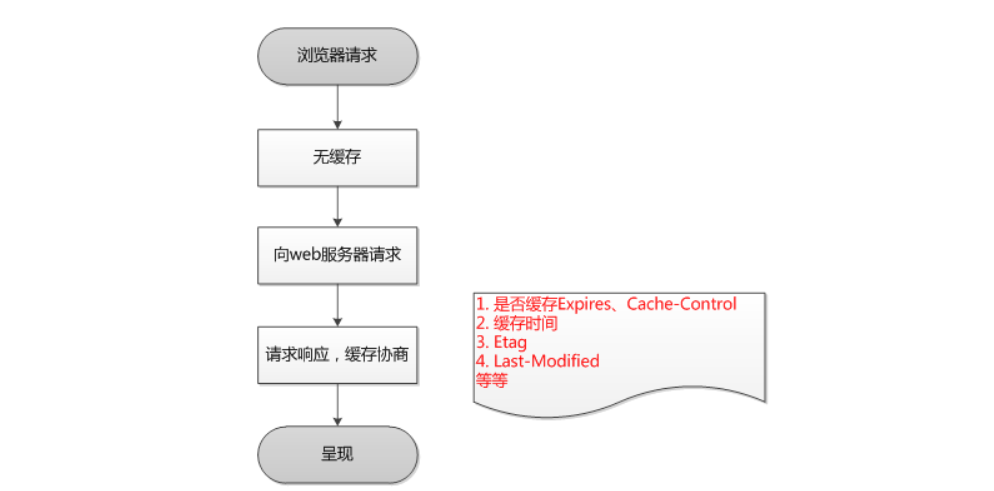 浏览器请求
无缓存
向web服务器请求
请求响应，缓存协商
呈现
1. 是否缓存Expires、Cache-Control
2. 缓存时间
3. Etag
4. Last-Modified
等等